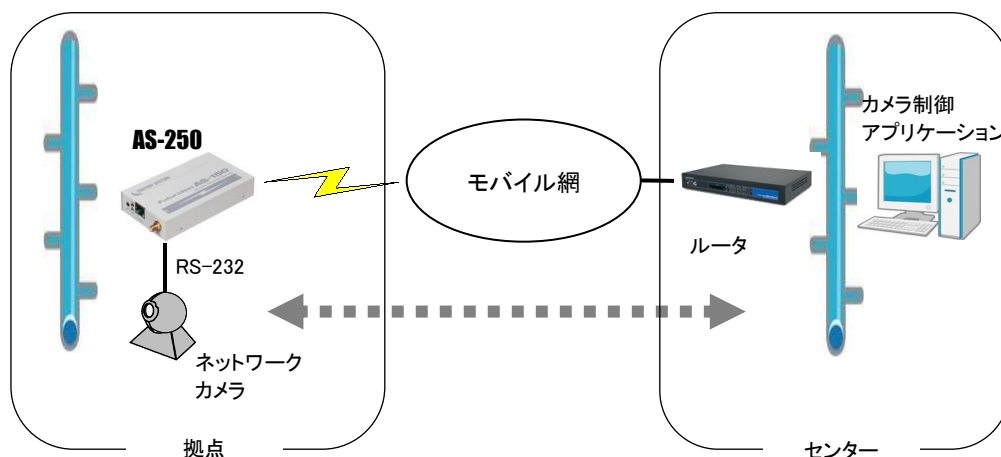 AS-250
RS-232
ネットワーク
カメラ
拠点
モバイル網
ルータ
カメラ制御
アプリケーション
センター